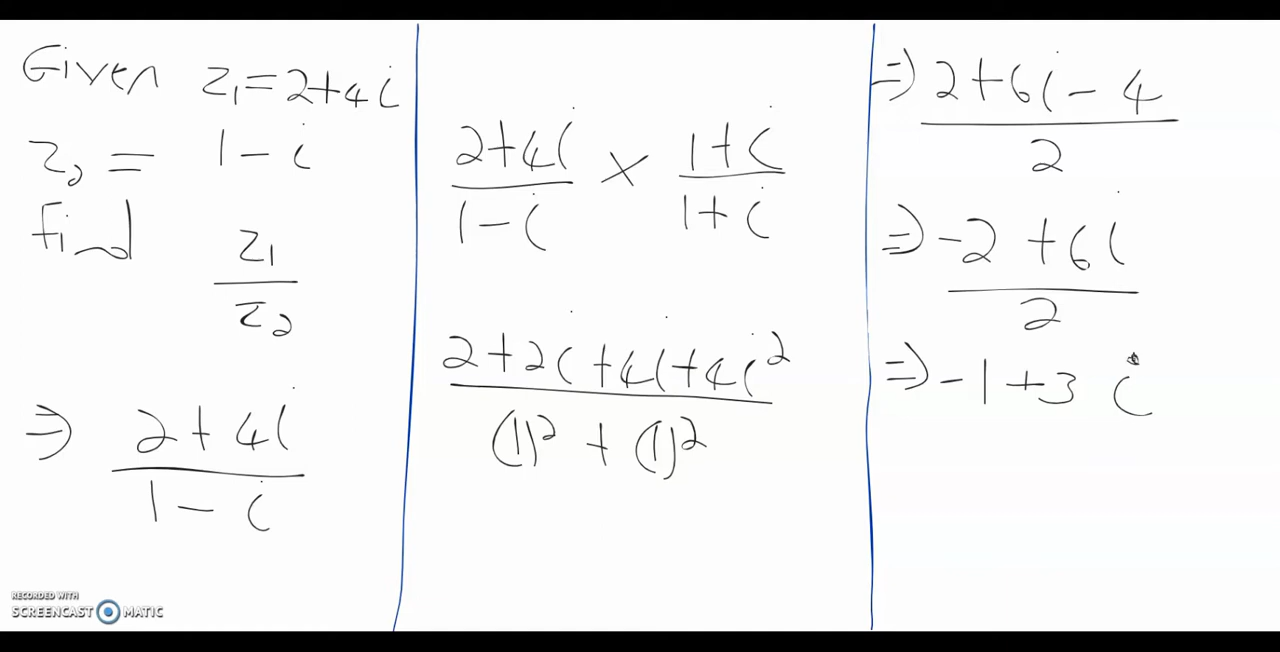 Given z₁=2+4i
z₂ = 1-i
find
z₁
z₂
⇒ 2+4i
1-i
2+4i × 1+i
1-i 1+i
2+2i+4i+4i²
(1)² + (1)²
⇒ 2+6i-4
2
⇒ -2+6i
2
⇒ -1+3i
RECORDED WITH
SCREENCAST MATIC